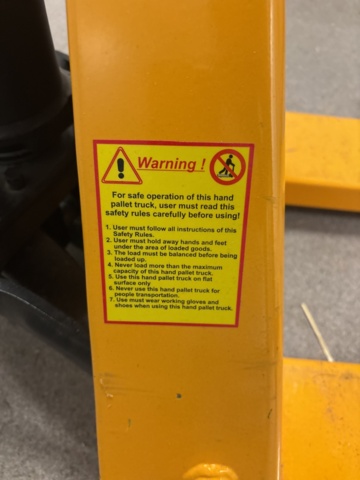 Warning !
For safe operation of this hand
pallet truck, user must read this
safety rules carefully before using!
1. User must follow all instructions of this
Safety Rules.
2. User must hold away hands and feet
under the area of loaded goods.
3. The load must be balanced before being
loaded up.
4. Never load more than the maximum
capacity of this hand pallet truck,
5. Use this hand pallet truck on flat
surface only
6. Never use this hand pallet truck for
people transportation.
7. Use must wear working gloves and
shoes when using this hand pallet truck.